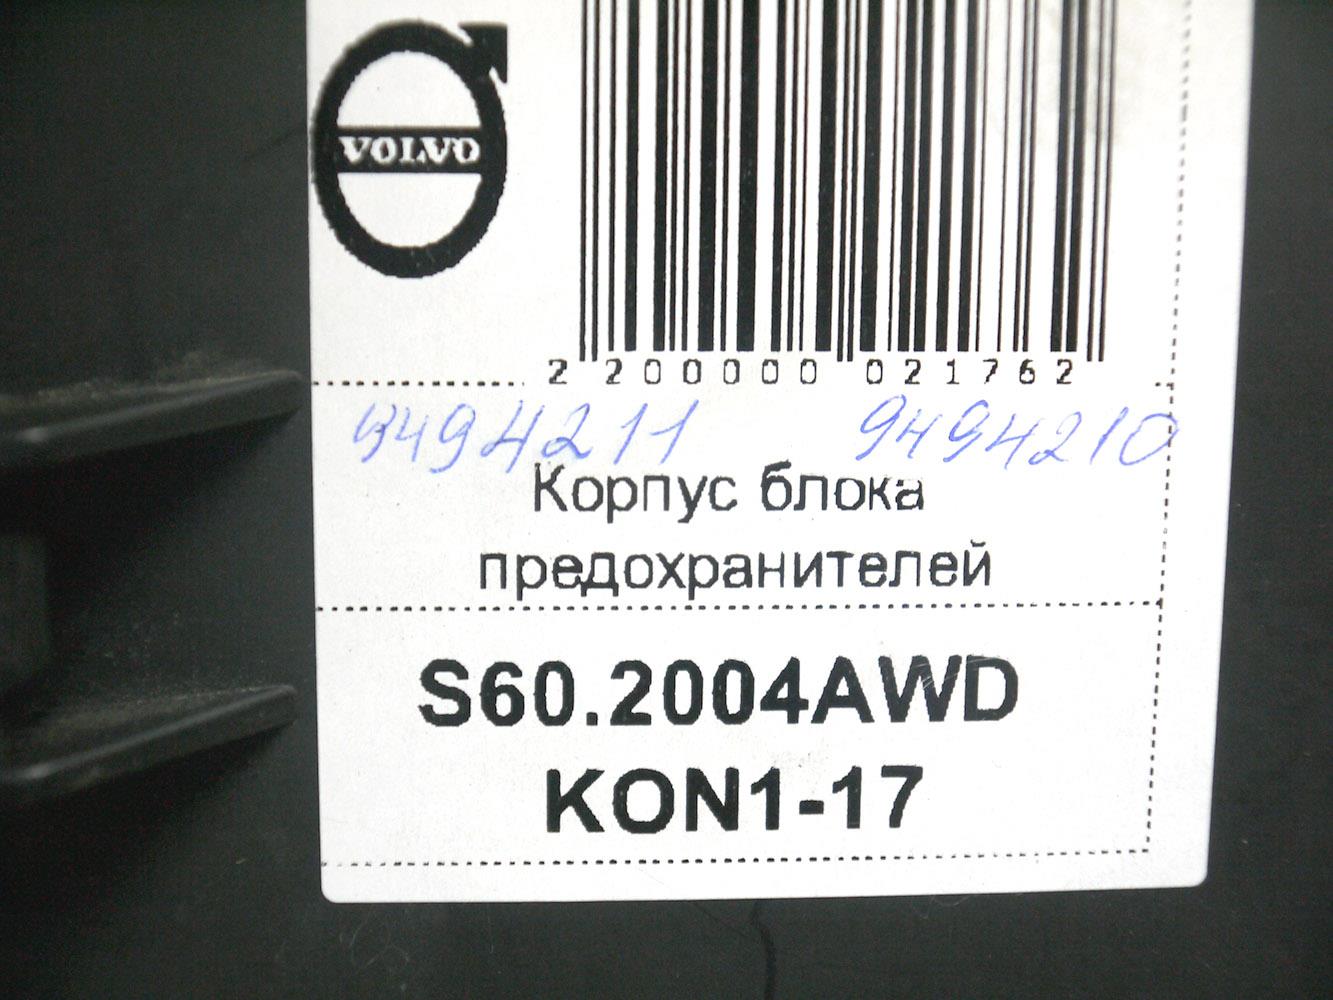 VOLVO
2 200000 021762
9494211 9494210
Корпус блока
предохранителей
S60.2004AWD
KON1-17